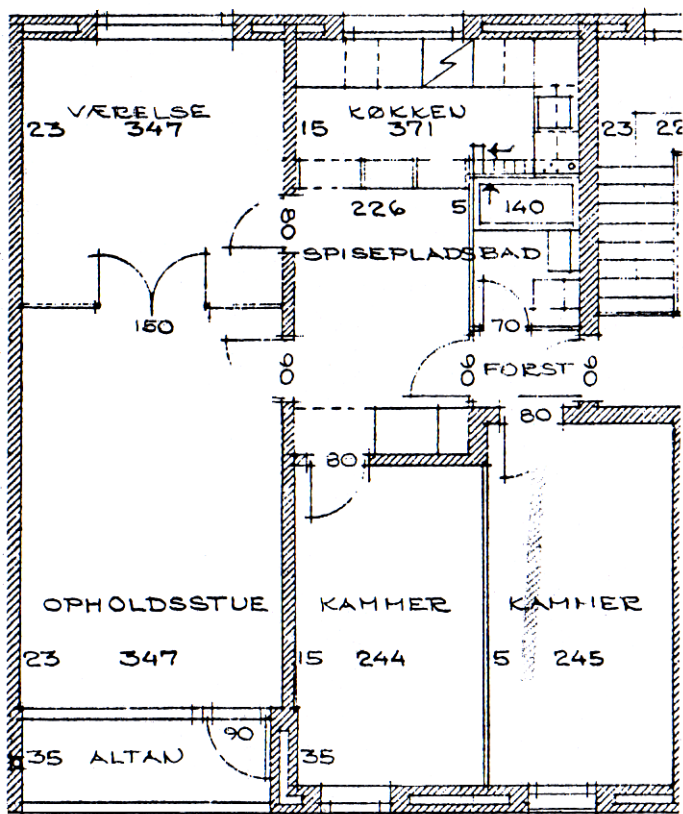 VÆRELSE KØKKEN
23 347 15 371 23 22
80 226 5 140
SPISEPLADS BAD
150 70
90 90 FORST 90
80
80
OPHOLDSSTUE KAMMER KAMMER
23 347 15 244 5 245
90
35 ALTAN 35